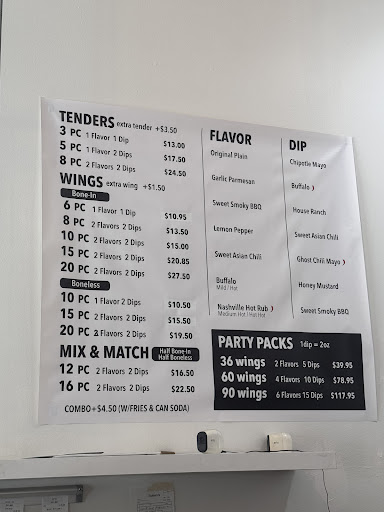 TENDERS extra tender +$3.50
3 PC 1 Flavor 1 Dip $13.00
5 PC 1 Flavor 2 Dips $17.50
8 PC 2 Flavors 2 Dips $24.50
WINGS extra wing +$1.50
Bone-In
6 PC 1 Flavor 1 Dip $10.95
8 PC 2 Flavors 2 Dips $13.50
10 PC 2 Flavors 2 Dips $15.00
15 PC 2 Flavors 2 Dips $20.85
20 PC 2 Flavors 2 Dips $27.50
Boneless
10 PC 1 Flavors 2 Dips $10.50
15 PC 2 Flavors 2 Dips $15.50
20 PC 2 Flavors 2 Dips $19.50
MIX & MATCH Half Bone-In
Half Boneless
12 PC 2 Flavors 2 Dips $16.50
16 PC 2 Flavors 2 Dips $22.50
COMBO+$4.50 (W/FRIES & CAN SODA)
FLAVOR
Original Plain
Garlic Parmesan
Sweet Smoky BBQ
Lemon Pepper
Sweet Asian Chili
Buffalo
Mild / Hot
Nashville Hot Rub
Medium Hot / Hot Hot
DIP
Chipotle Mayo
Buffalo
House Ranch
Sweet Asian Chili
Ghost Chili Mayo
Honey Mustard
Sweet Smoky BBQ
PARTY PACKS 1dip = 2oz
36 wings 2 Flavors 5 Dips $39.95
60 wings 4 Flavors 10 Dips $78.95
90 wings 6 Flavors 15 Dips $117.95